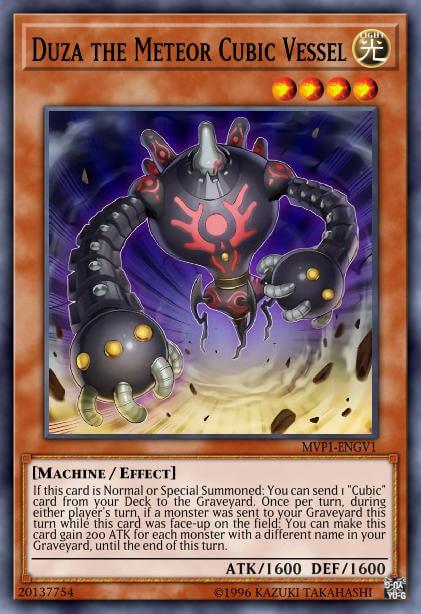 Duza the Meteor Cubic Vessel
LIGHT
光
MVP1-ENGV1
[Machine / Effect]
If this card is Normal or Special Summoned: You can send 1 "Cubic"
card from your Deck to the Graveyard. Once per turn, during
either player's turn, if a monster was sent to your Graveyard this
turn while this card was face-up on the field: You can make this
card gain 200 ATK for each monster with a different name in your
Graveyard, until the end of this turn.
ATK/1600 DEF/1600
20137754
©1996 KAZUKI TAKAHASHI